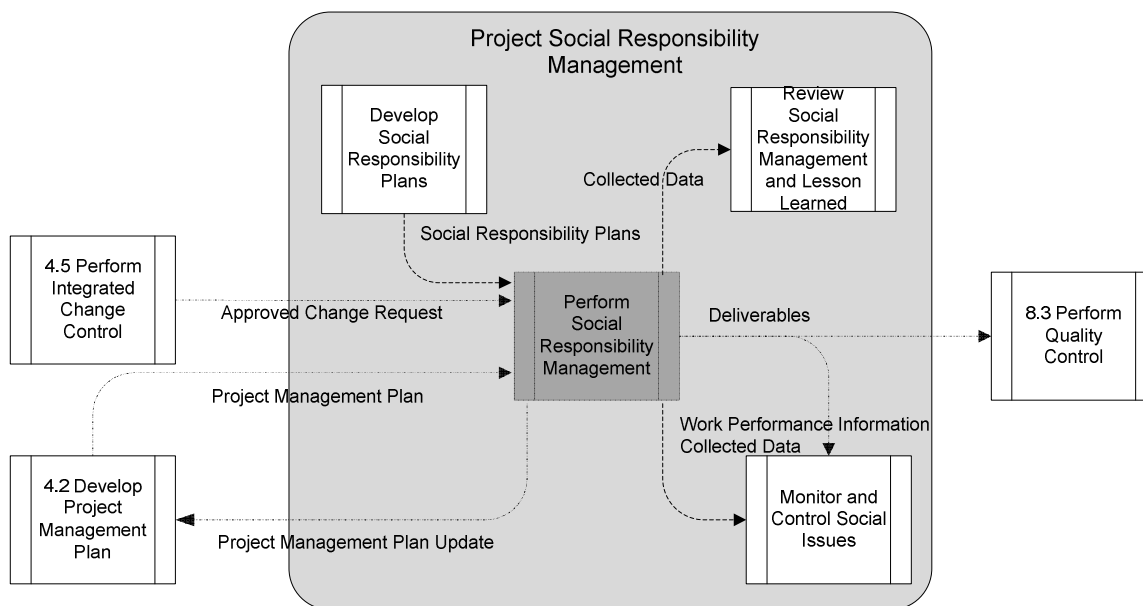 Project Social Responsibility
Management
Develop
Social
Responsibility
Plans
Review
Social
Responsibility
Management
and Lesson
Learned
Collected Data
Social Responsibility Plans
4.5 Perform
Integrated
Change
Control
Approved Change Request
Perform
Social
Responsibility
Management
Deliverables
8.3 Perform
Quality
Control
Project Management Plan
Work Performance Information
Collected Data
4.2 Develop
Project
Management
Plan
Monitor and
Control Social
Issues
Project Management Plan Update